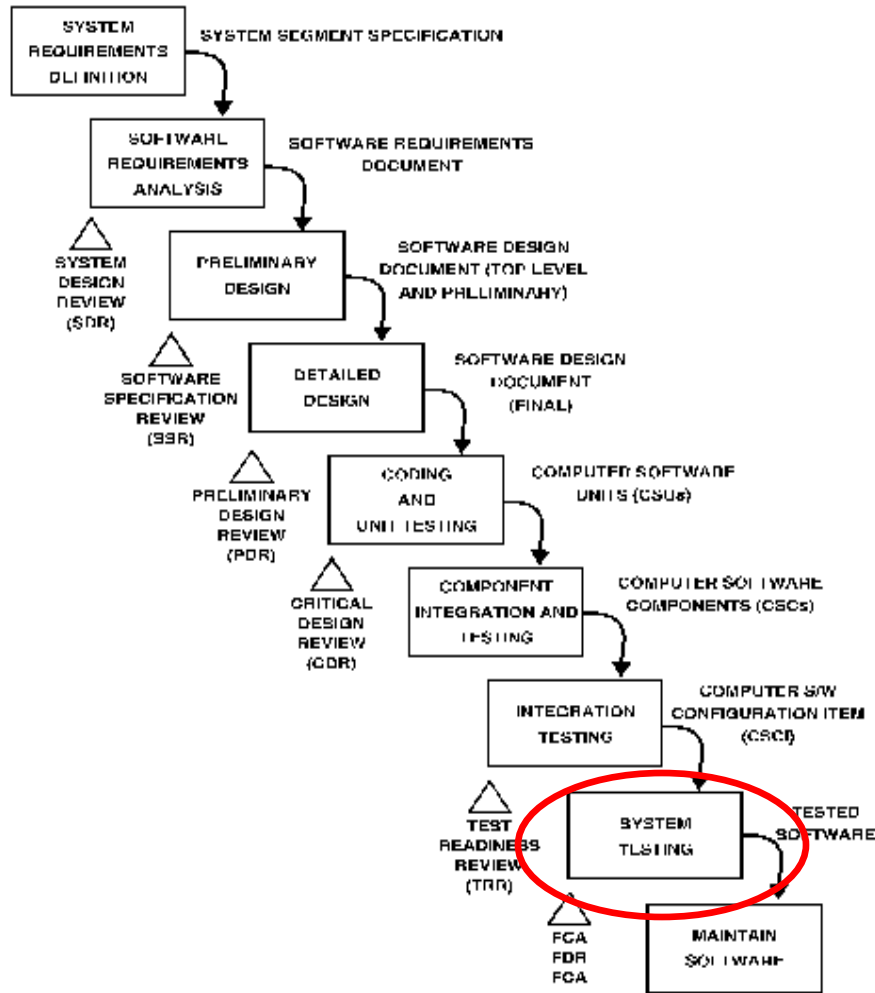 SYSTEM
REQUIREMENTS
DEFINITION
SYSTEM SEGMENT SPECIFICATION
SOFTWARE
REQUIREMENTS
ANALYSIS
SOFTWARE REQUIREMENTS
DOCUMENT
SYSTEM
DESIGN
REVIEW
(SDR)
PRELIMINARY
DESIGN
SOFTWARE DESIGN
DOCUMENT (TOP LEVEL
AND PRELIMINARY)
SOFTWARE
SPECIFICATION
REVIEW
(SSR)
DETAILED
DESIGN
SOFTWARE DESIGN
DOCUMENT
(FINAL)
PRELIMINARY
DESIGN
REVIEW
(PDR)
CODING
AND
UNIT TESTING
COMPUTER SOFTWARE
UNITS (CSUs)
CRITICAL
DESIGN
REVIEW
(CDR)
COMPONENT
INTEGRATION AND
TESTING
COMPUTER SOFTWARE
COMPONENTS (CSCs)
INTEGRATION
TESTING
COMPUTER S/W
CONFIGURATION ITEM
(CSCI)
TEST
READINESS
REVIEW
(TRR)
SYSTEM
TESTING
TESTED
SOFTWARE
FCA
FDR
FCA
MAINTAIN
SOFTWARE